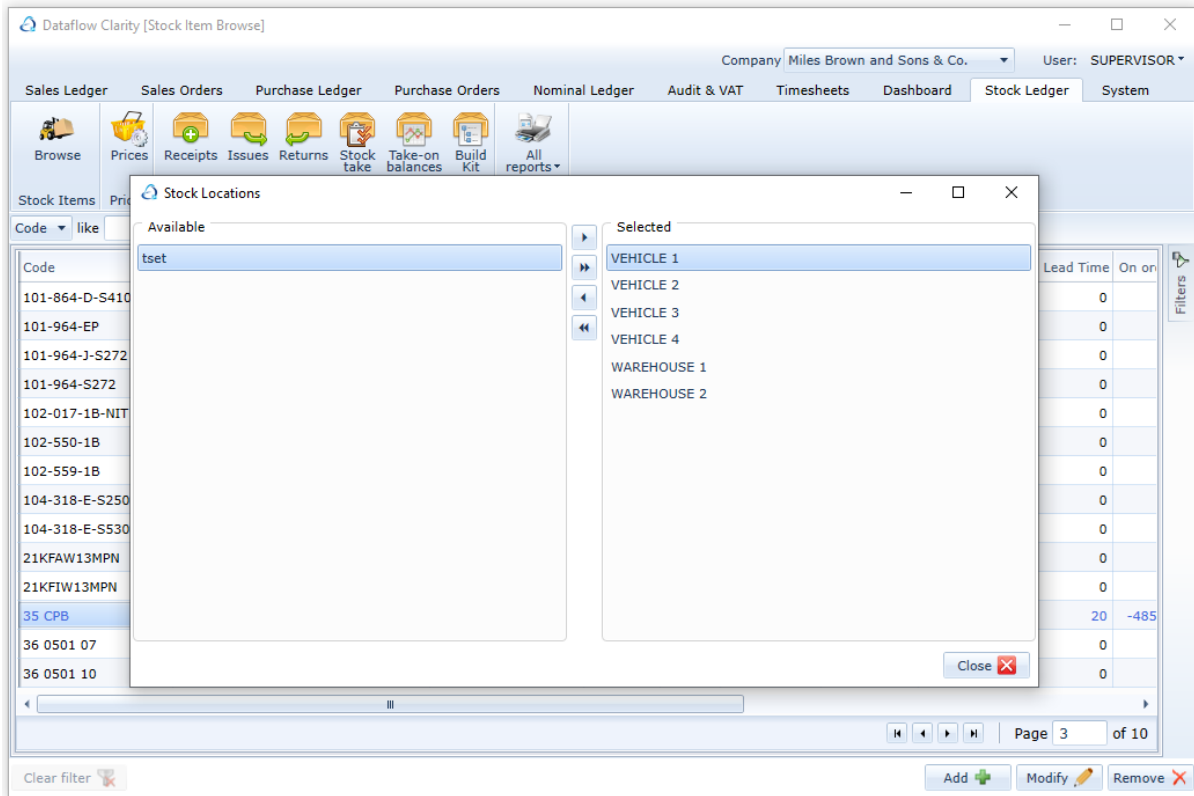 Dataflow Clarity [Stock Item Browse]
Company Miles Brown and Sons & Co. User: SUPERVISOR
Sales Ledger Sales Orders Purchase Ledger Purchase Orders Nominal Ledger Audit & VAT Timesheets Dashboard Stock Ledger System
Browse Prices Receipts Issues Returns Stock take Take-on balances Build Kit All reports
Stock Items Pric
Stock Locations
Code like
Available Selected
Code
tset
VEHICLE 1
VEHICLE 2
VEHICLE 3
VEHICLE 4
WAREHOUSE 1
WAREHOUSE 2
Lead Time On or
Filters
101-864-D-S410 0
101-964-EP 0
101-964-J-S272 0
101-964-S272 0
102-017-1B-NIT 0
102-550-1B 0
102-559-1B 0
104-318-E-S250 0
104-318-E-S530 0
21KFAW13MPN 0
21KFIW13MPN 0
35 CPB 20 -485
36 0501 07 0
36 0501 10 0
Close
Page 3 of 10
Clear filter Add Modify Remove